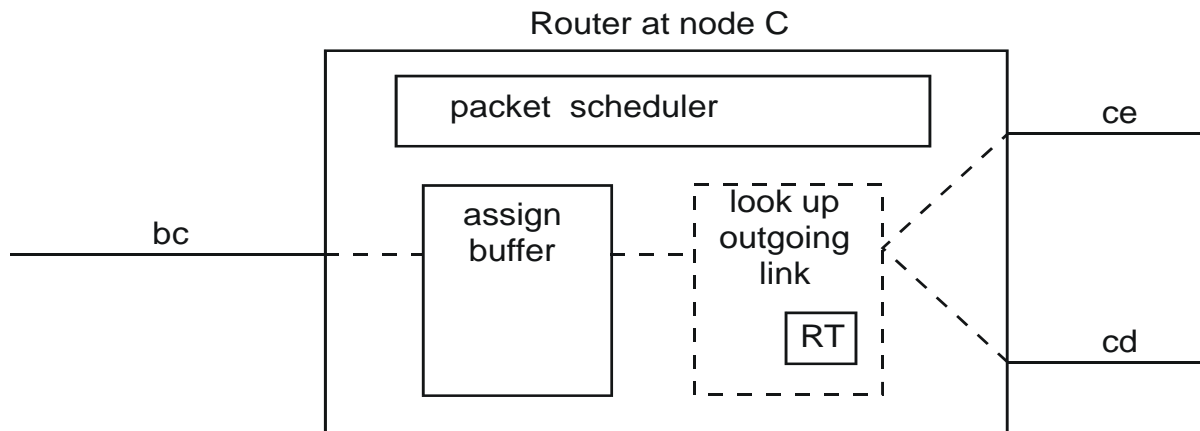 Router at node C
packet scheduler
ce
bc
assign
buffer
look up
outgoing
link
RT
cd